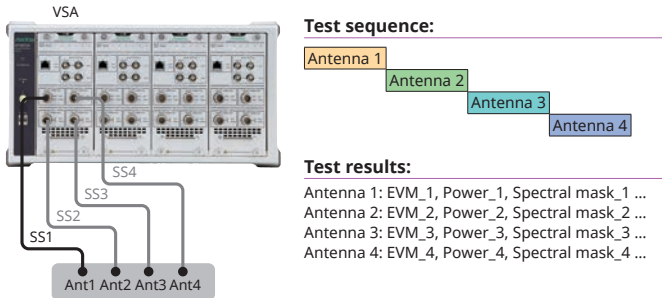 VSA
SS4
SS3
SS2
SS1
Ant1 Ant2 Ant3 Ant4
Test sequence:
Antenna 1
Antenna 2
Antenna 3
Antenna 4
Test results:
Antenna 1: EVM_1, Power_1, Spectral mask_1 ...
Antenna 2: EVM_2, Power_2, Spectral mask_2 ...
Antenna 3: EVM_3, Power_3, Spectral mask_3 ...
Antenna 4: EVM_4, Power_4, Spectral mask_4 ...